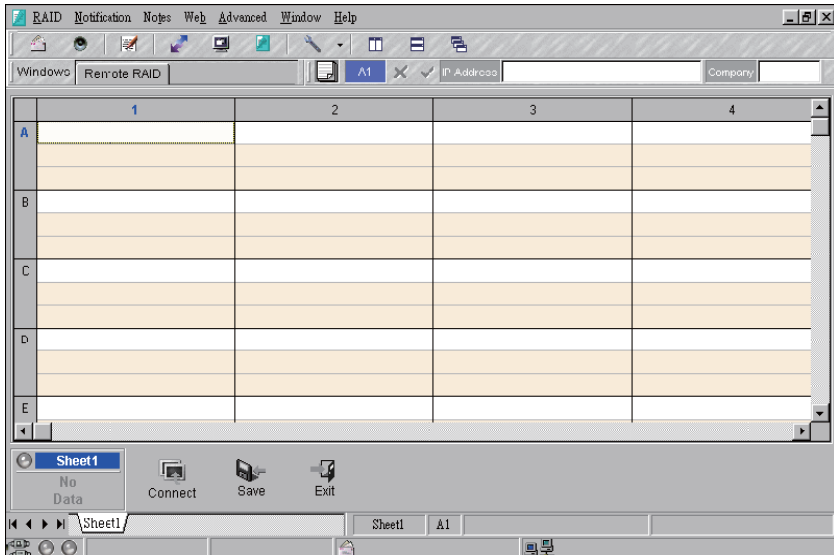 RAID Notification Notes Web Advanced Window Help
Windows Remote RAID A1 IP Address Company
1 2 3 4
A
B
C
D
E
Sheet1
No
Data
Connect Save Exit
Sheet1 Sheet1 A1